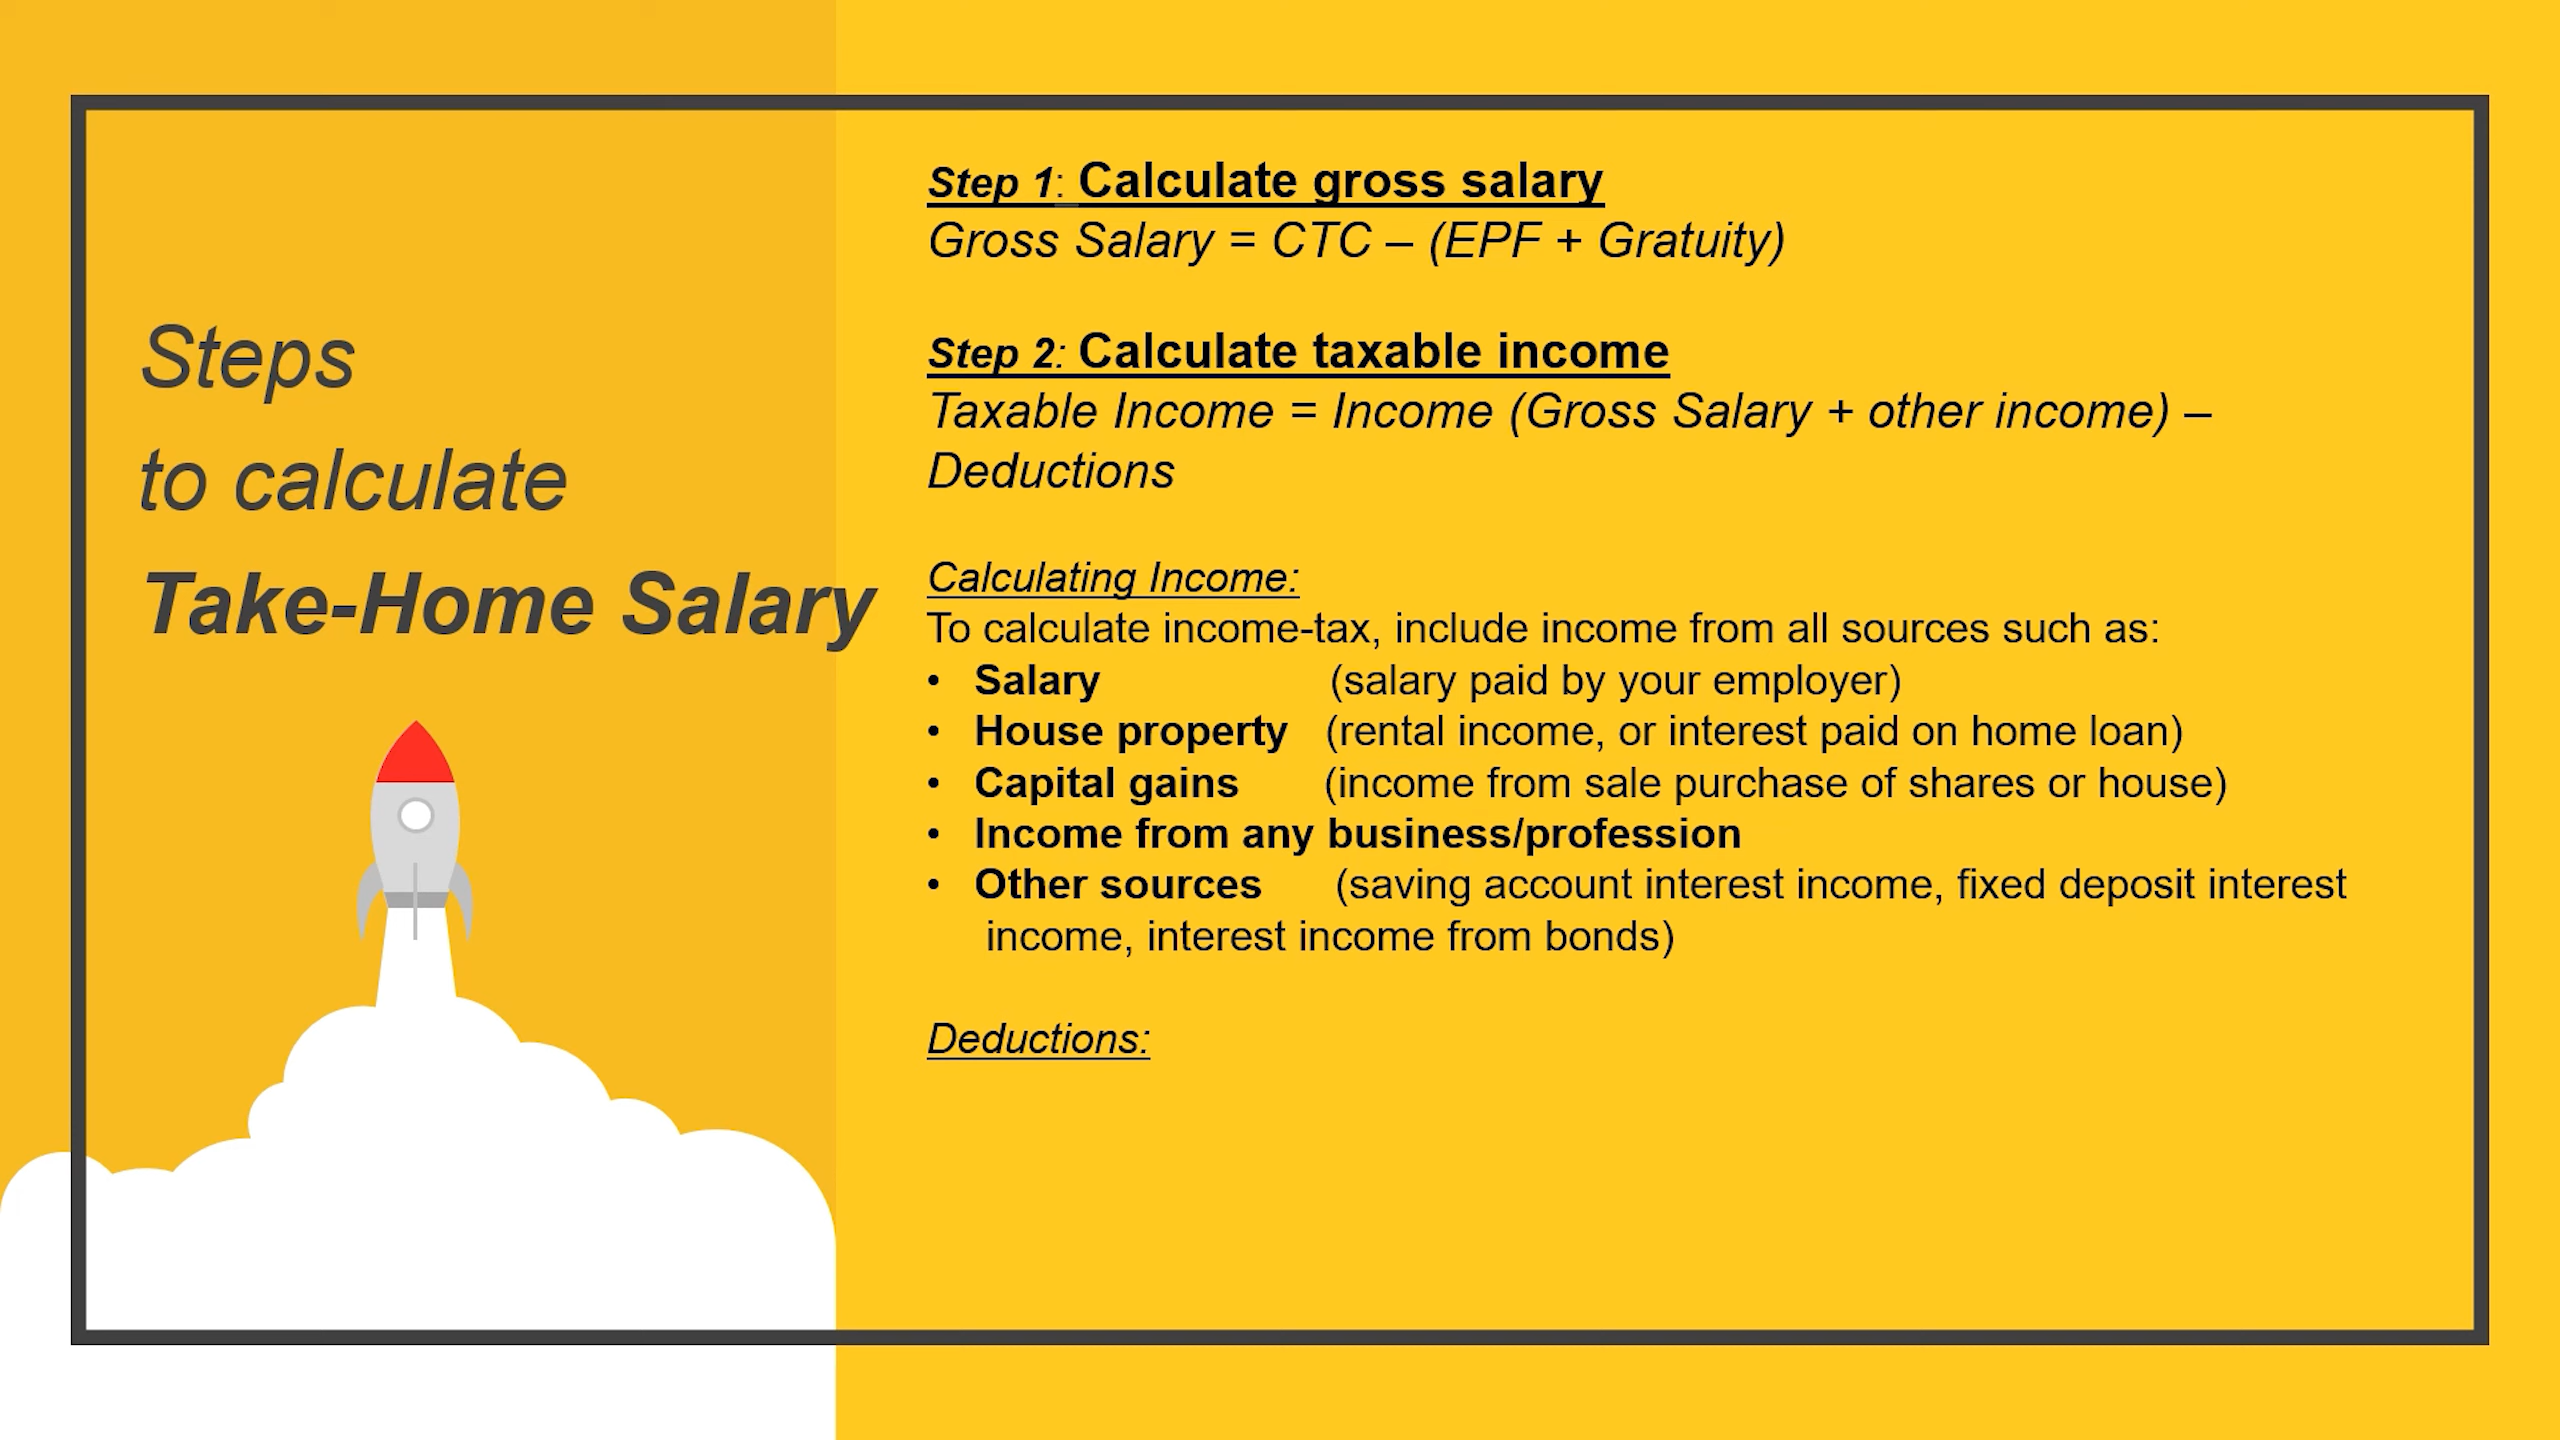 Steps
to calculate
Take-Home Salary
Step 1: Calculate gross salary
Gross Salary = CTC – (EPF + Gratuity)
Step 2: Calculate taxable income
Taxable Income = Income (Gross Salary + other income) –
Deductions
Calculating Income:
To calculate income-tax, include income from all sources such as:
• Salary (salary paid by your employer)
• House property (rental income, or interest paid on home loan)
• Capital gains (income from sale purchase of shares or house)
• Income from any business/profession
• Other sources (saving account interest income, fixed deposit interest
income, interest income from bonds)
Deductions: